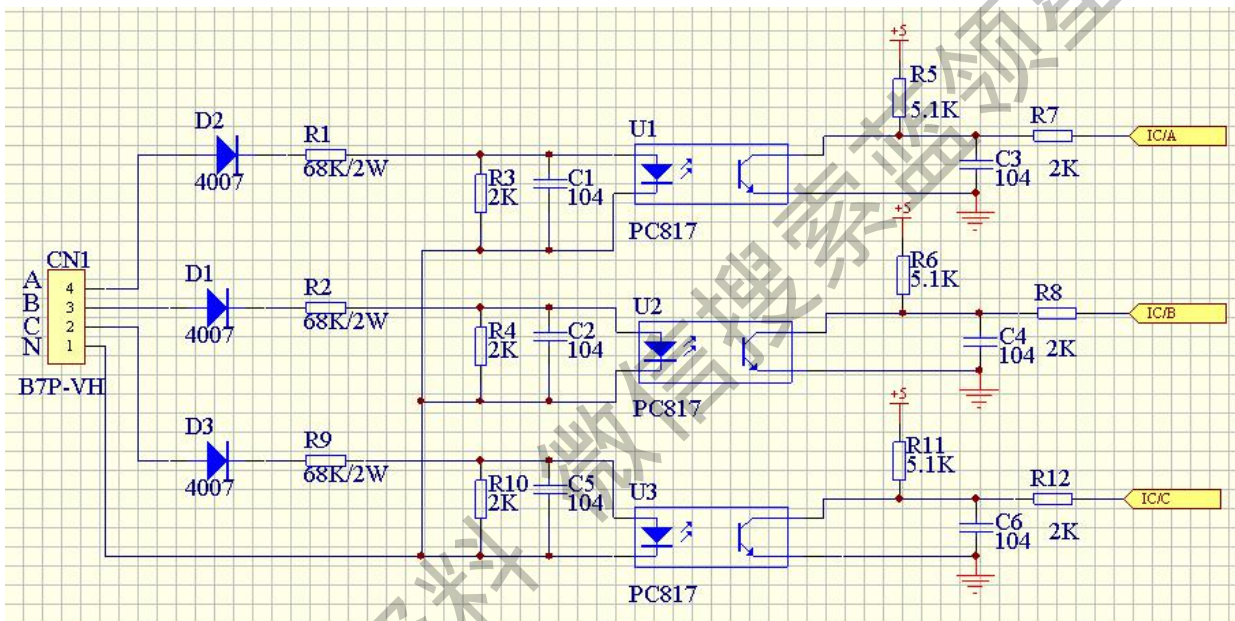 +5
R5
5.1K
D2
4007
R1
68K/2W
R3
2K
C1
104
U1
PC817
C3
104
R7
2K
IC/A
+5
R6
5.1K
CN1
A
B
C
N
4
3
2
1
B7P-VH
D1
4007
R2
68K/2W
R4
2K
C2
104
U2
PC817
C4
104
R8
2K
IC/B
+5
R11
5.1K
D3
4007
R9
68K/2W
R10
2K
C5
104
U3
PC817
C6
104
R12
2K
IC/C
资料 微信搜索蓝领星